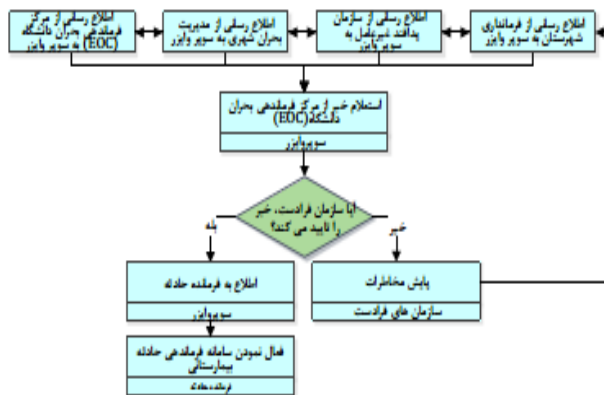 اطلاع رسانی از فرمانداری
شهرستان به سوپر وایزر
اطلاع رسانی از سازمان
پدافند غیرعامل به
سوپر وایزر
اطلاع رسانی از مدیریت
بحران شهری به سوپر وایزر
اطلاع رسانی از مرکز
فرماندهی بحران دانشگاه
(EOC) به سوپر وایزر
استعلام خبر از مرکز فرماندهی بحران
دانشگاه(EOC)
سوپروایزر
آیا سازمان فرادست، خبر
را تایید می کند؟
خیر
بله
پایش مخاطرات
سازمان های فرادست
اطلاع به فرمانده حادثه
سوپروایزر
فعال نمودن سامانه فرماندهی حادثه
بیمارستانی
فرمانده حادثه